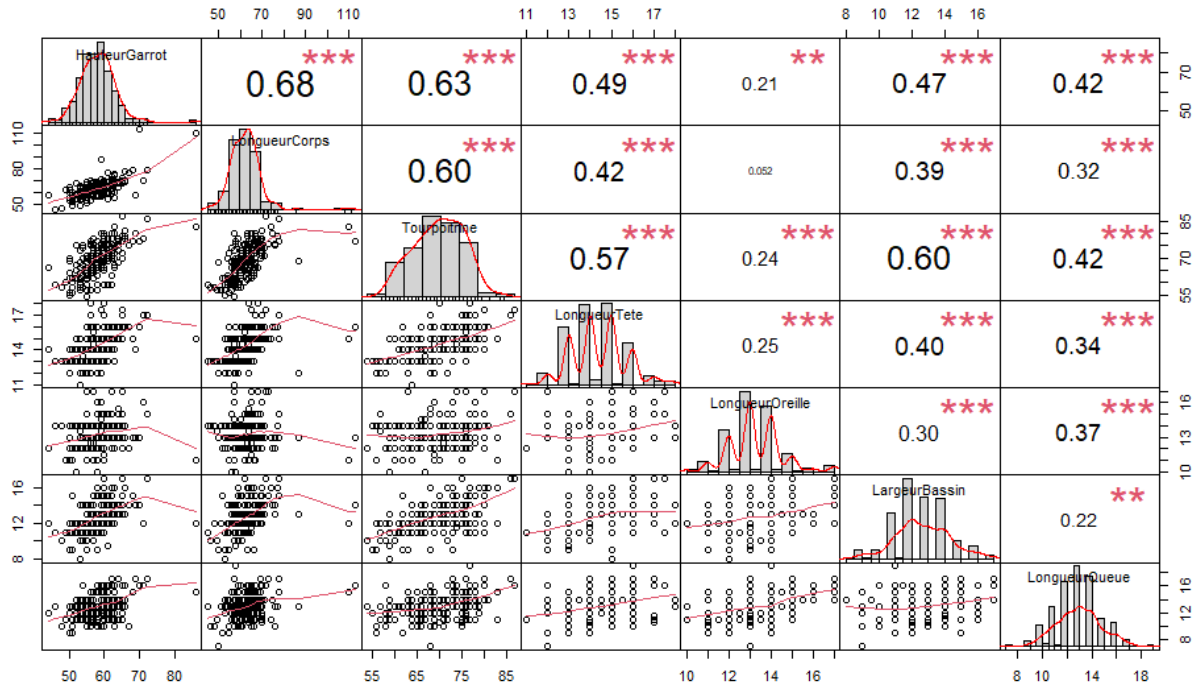 50 70 90 110 11 13 15 17 8 10 12 14 16
HauteurGarrot *** 0.68 *** 0.63 *** 0.49 ** 0.21 *** 0.47 *** 0.42 50 70
50 80 110 LongueurCorps *** 0.60 *** 0.42 0.052 *** 0.39 *** 0.32
Tourpoitrine *** 0.57 *** 0.24 *** 0.60 *** 0.42 55 70 85
11 14 17 LongueurTete *** 0.25 *** 0.40 *** 0.34
LongueurOreille *** 0.30 *** 0.37 10 13 16
8 12 16 LargeurBassin ** 0.22
LongueurQueue 8 12 16
50 60 70 80 55 65 75 85 10 12 14 16 8 10 14 18